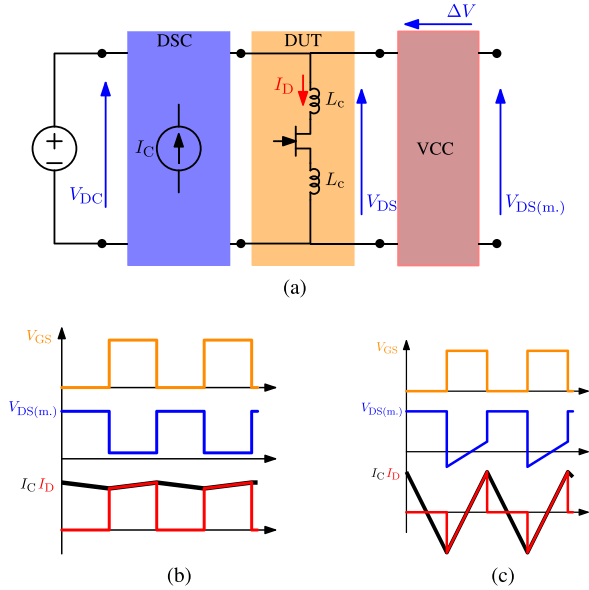 ΔV
DSC
DUT
I_D
L_c
I_C
VCC
V_DC
L_c
V_DS
V_DS(m.)
(a)
V_GS
V_DS(m.)
I_C I_D
(b)
V_GS
V_DS(m.)
I_C I_D
(c)